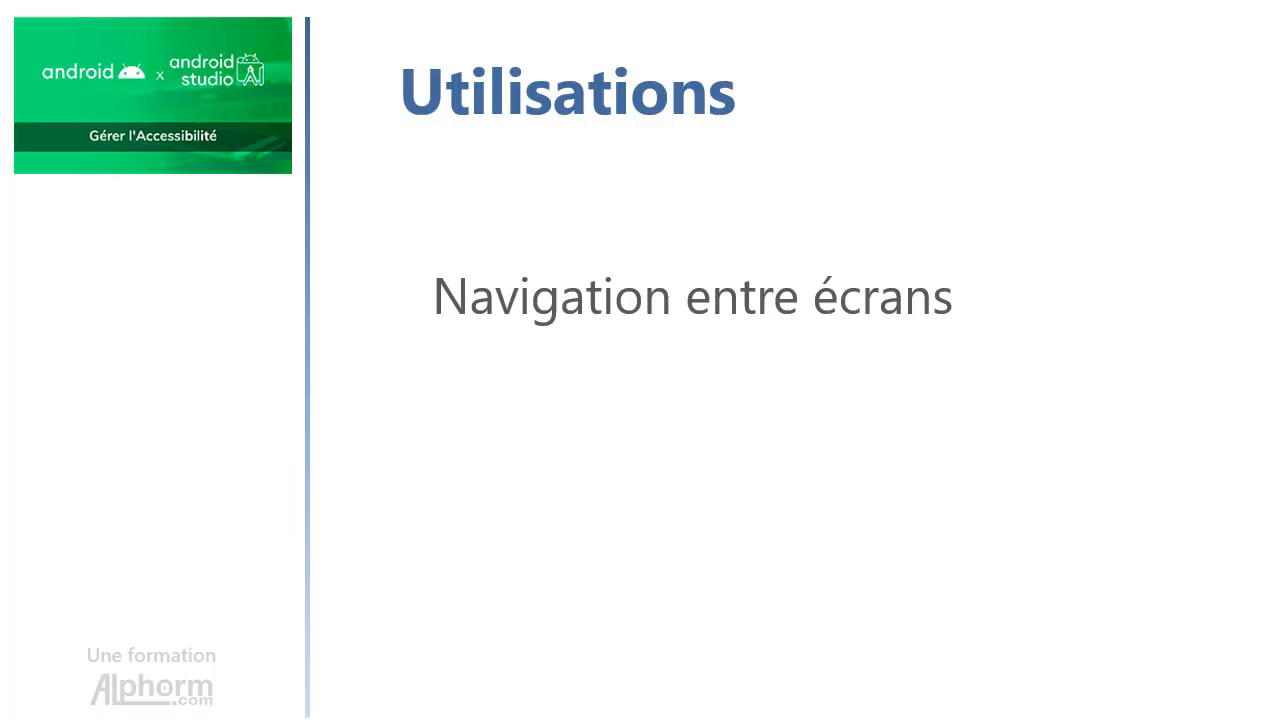 android x android studio
Gérer l'Accessibilité
Utilisations
Navigation entre écrans
Une formation
Alphorm
.com